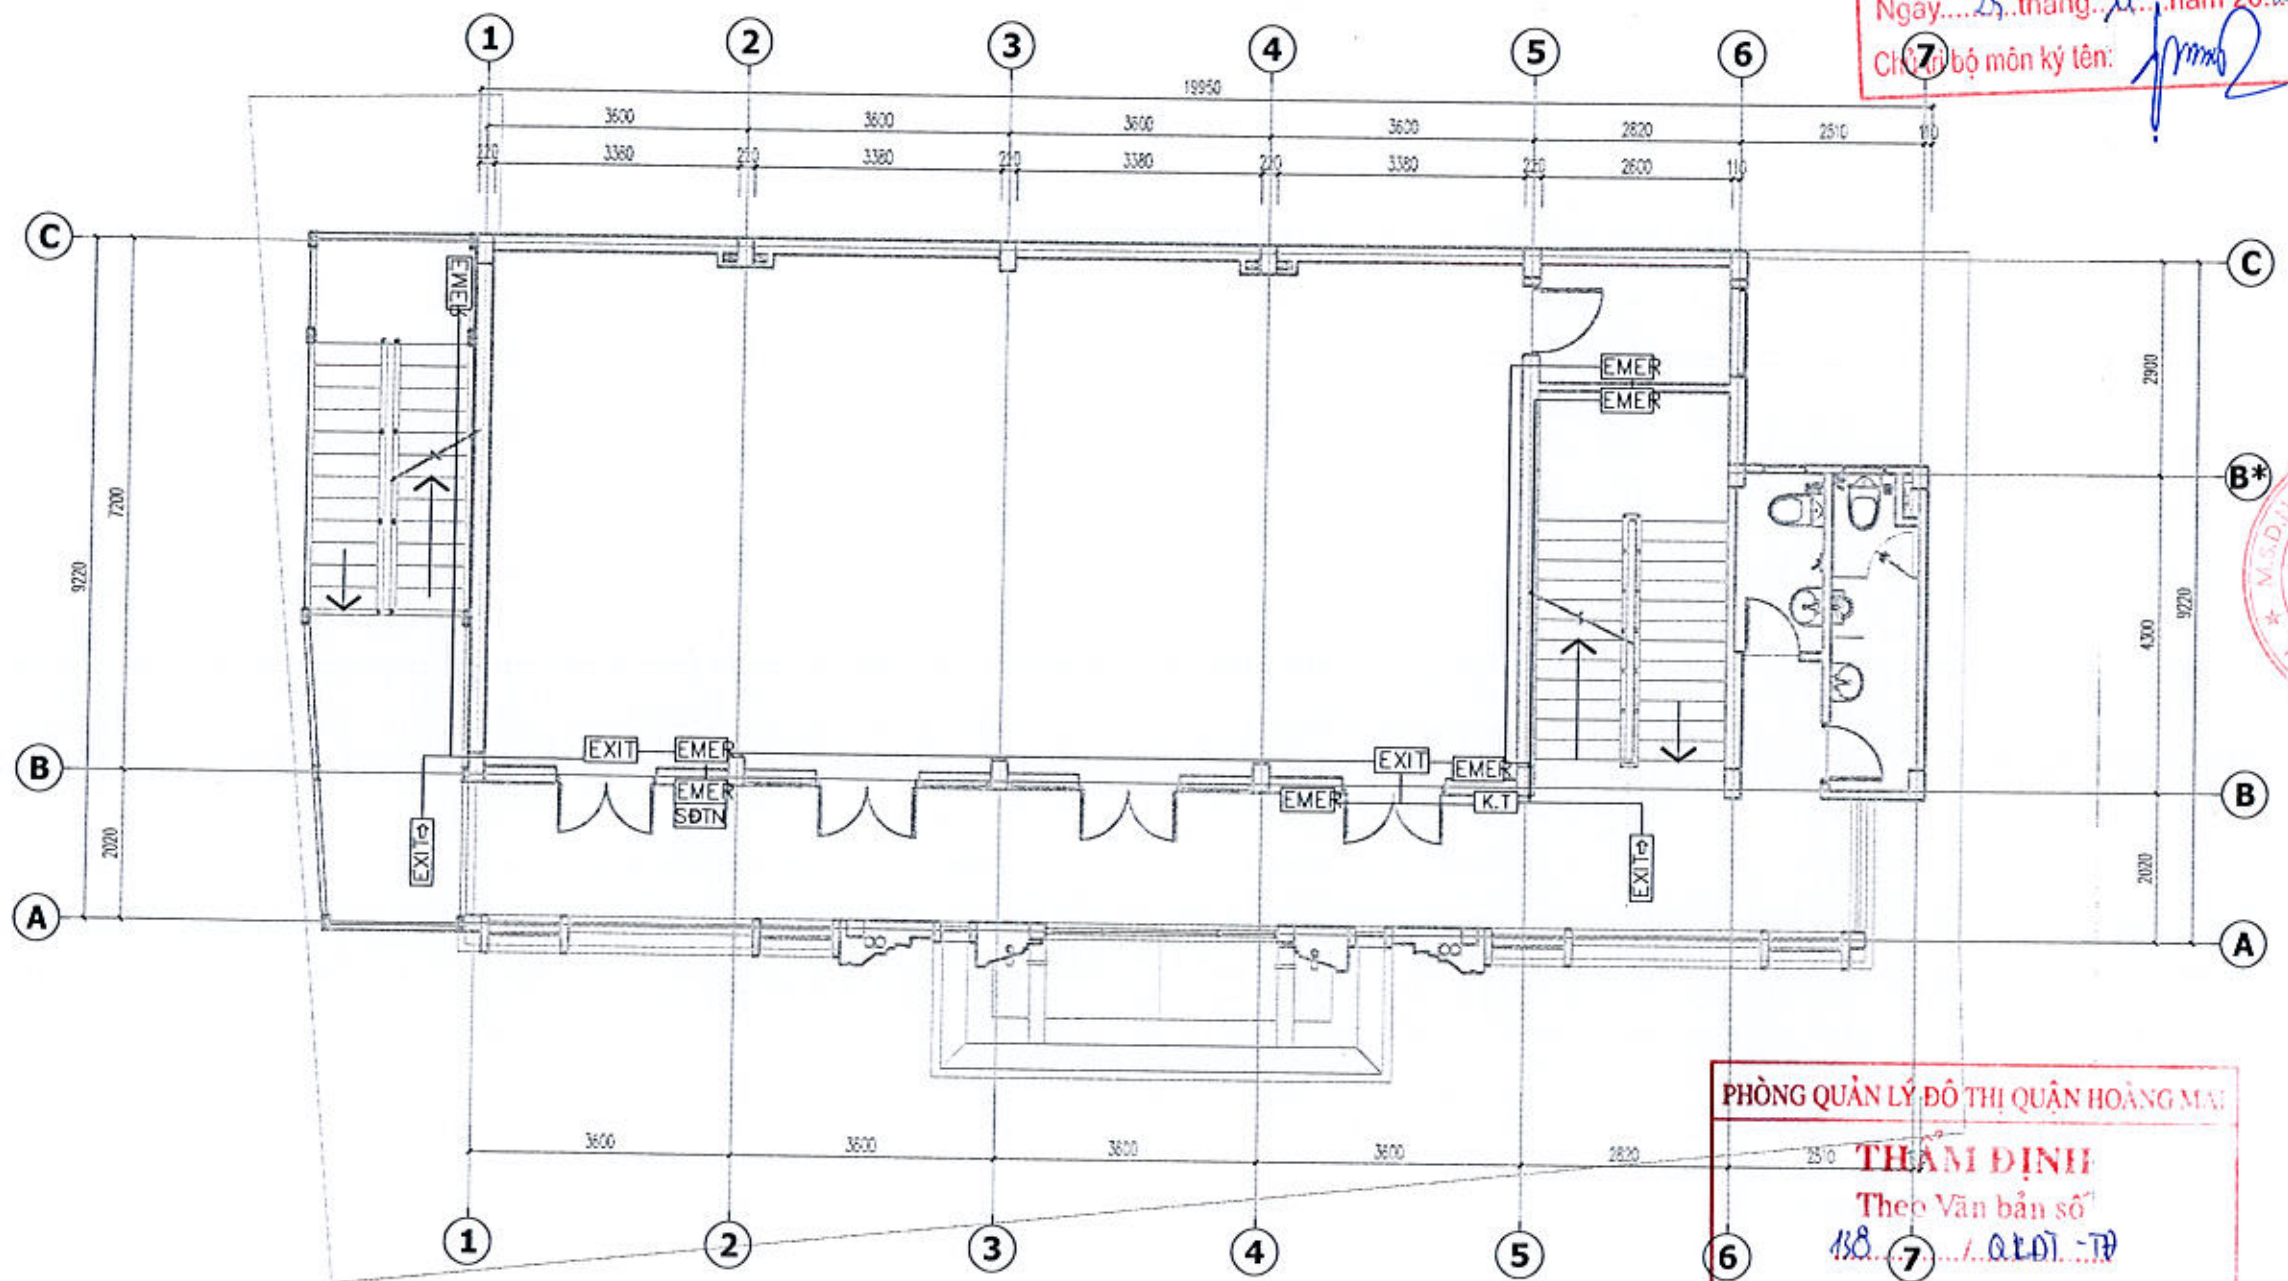 Chủ trì bộ môn ký tên:
1 2 3 4 5 6 7
19950
3600 3600 3600 3600 2820 2510 110
220 3380 220 3380 220 3380 220 3380 220 2600 110
C
C
EMER
EMER
EMER
2900
7200
9220
B*
4300
9220
EXIT EMER
EXIT EMER
B
B
EMER
SĐTN
EMER K.T
EXIT
EXIT
2020
2020
A
A
3600 3600 3600 3600 2820 2510
1 2 3 4 5 6 7
PHÒNG QUẢN LÝ ĐÔ THỊ QUẬN HOÀNG MAI
THẨM ĐỊNH
Theo Văn bản số
/ QLĐT -TĐ